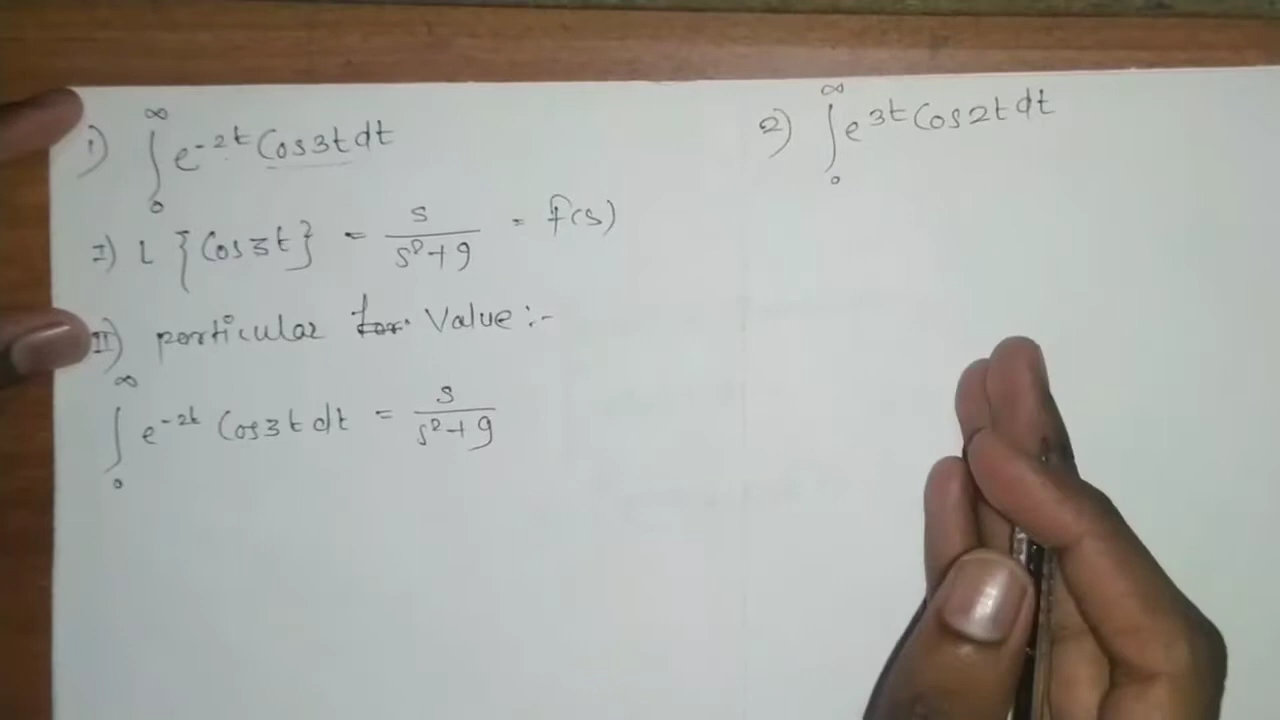 1) ∫₀^∞ e^{-2t} Cos3t dt
I) L {Cos3t} = s/(s²+9) = f(s)
II) particular for Value :-
∫₀^∞ e^{-2t} Cos3t dt = s/(s²+9)
2) ∫₀^∞ e^{3t} Cos2t dt